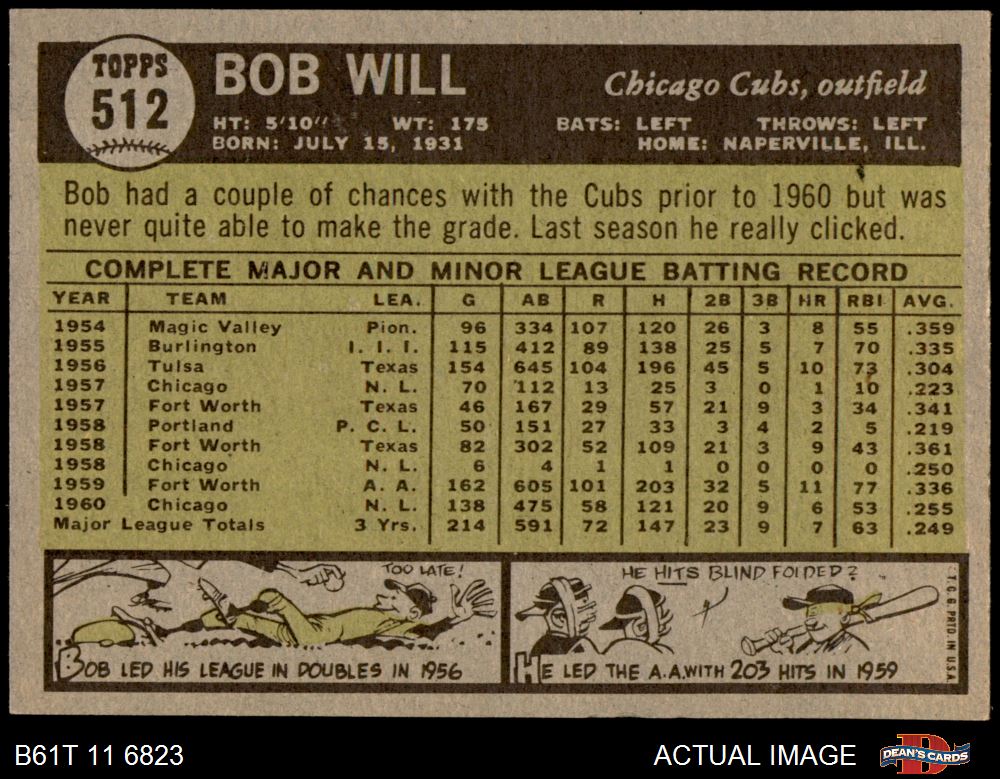 TOPPS
512
BOB WILL
Chicago Cubs, outfield
HT: 5'10" WT: 175 BATS: LEFT THROWS: LEFT
BORN: JULY 15, 1931 HOME: NAPERVILLE, ILL.
Bob had a couple of chances with the Cubs prior to 1960 but was
never quite able to make the grade. Last season he really clicked.
COMPLETE MAJOR AND MINOR LEAGUE BATTING RECORD
YEAR TEAM LEA. G AB R H 2B 3B HR RBI AVG.
1954 Magic Valley Pion. 96 334 107 120 26 3 8 55 .359
1955 Burlington I. I. I. 115 412 89 138 25 5 7 70 .335
1956 Tulsa Texas 154 645 104 196 45 5 10 73 .304
1957 Chicago N. L. 70 112 13 25 3 0 1 10 .223
1957 Fort Worth Texas 46 167 29 57 21 9 3 34 .341
1958 Portland P. C. L. 50 151 27 33 3 4 2 5 .219
1958 Fort Worth Texas 82 302 52 109 21 3 9 43 .361
1958 Chicago N. L. 6 4 1 1 0 0 0 0 .250
1959 Fort Worth A. A. 162 605 101 203 32 5 11 77 .336
1960 Chicago N. L. 138 475 58 121 20 9 6 53 .255
Major League Totals 3 Yrs. 214 591 72 147 23 9 7 63 .249
TOO LATE!
BOB LED HIS LEAGUE IN DOUBLES IN 1956
HE HITS BLIND FOLDED?
HE LED THE A.A. WITH 203 HITS IN 1959
T.C.G. PRTD. IN U.S.A.
B61T 11 6823
ACTUAL IMAGE
DEAN'S CARDS